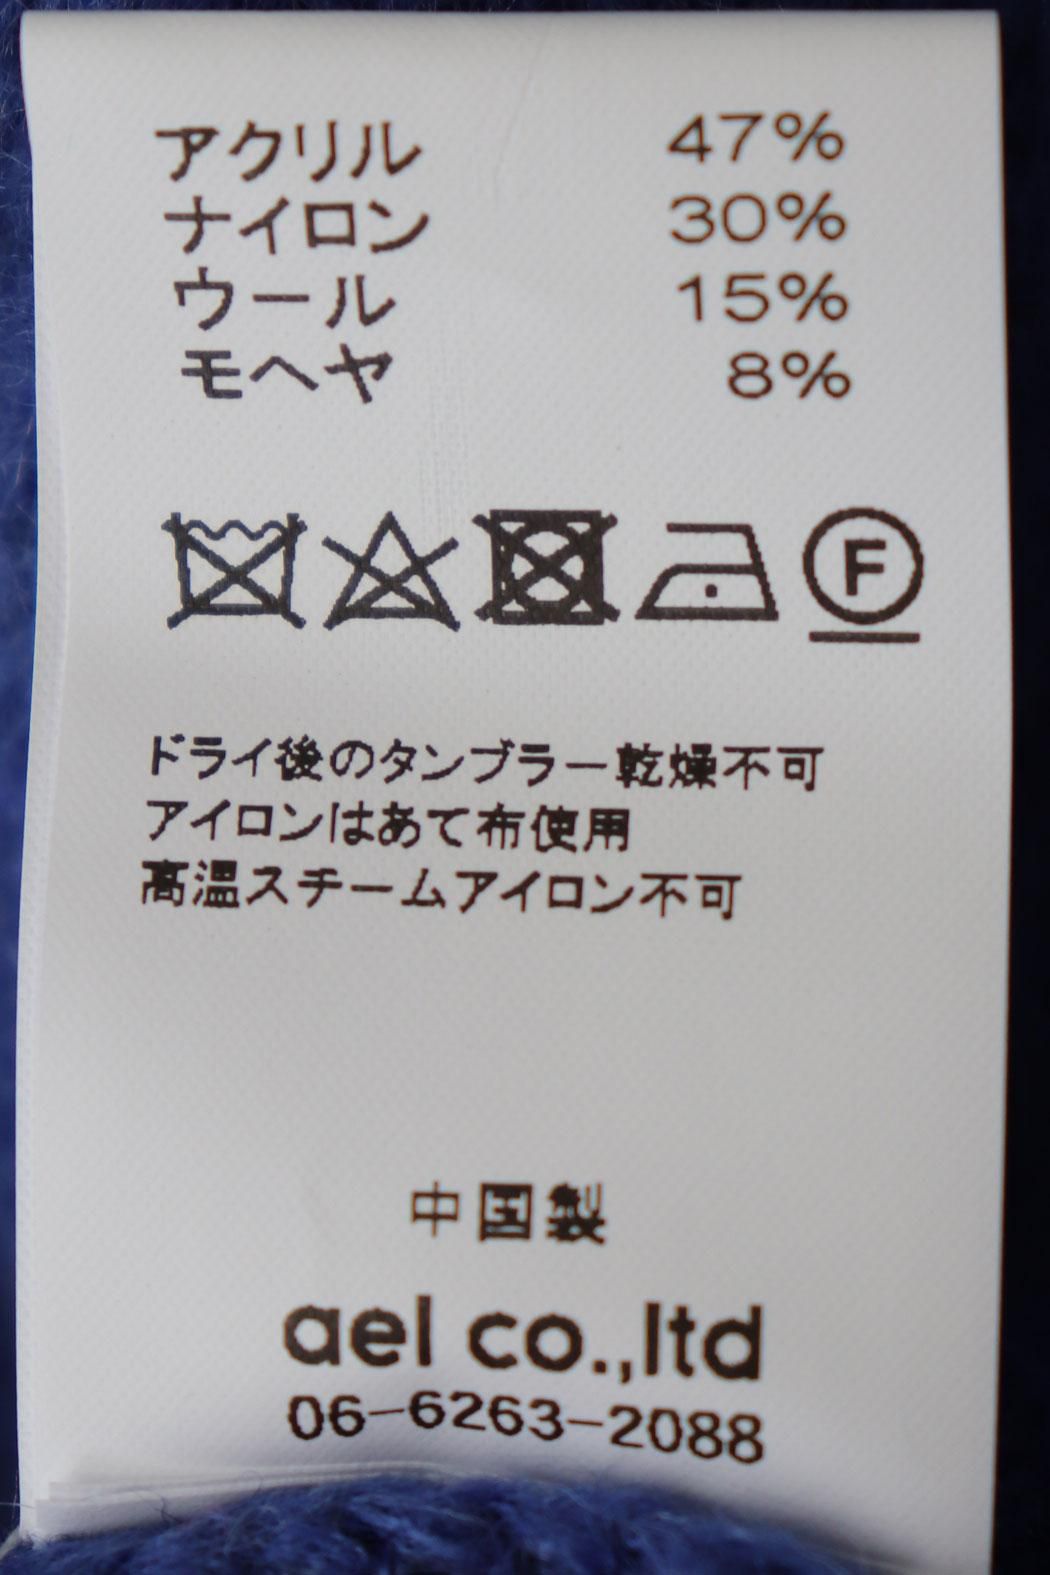 アクリル 47%
ナイロン 30%
ウール 15%
モヘヤ 8%
F
ドライ後のタンブラー乾燥不可
アイロンはあて布使用
高温スチームアイロン不可
中国製
ael co.,ltd
06-6263-2088